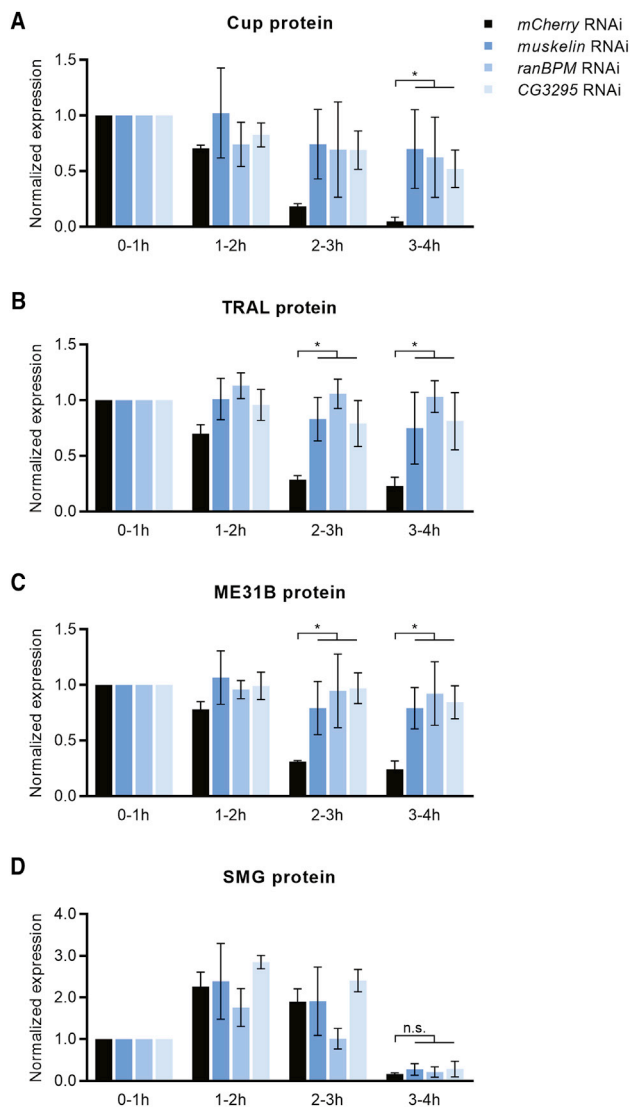 A
Cup protein
mCherry RNAi
muskelin RNAi
ranBPM RNAi
CG3295 RNAi
Normalized expression
1.5
1.0
0.5
0.0
*
0-1h 1-2h 2-3h 3-4h
B
TRAL protein
Normalized expression
1.5
1.0
0.5
0.0
* *
0-1h 1-2h 2-3h 3-4h
C
ME31B protein
Normalized expression
1.5
1.0
0.5
0.0
* *
0-1h 1-2h 2-3h 3-4h
D
SMG protein
Normalized expression
4.0
3.0
2.0
1.0
0.0
n.s.
0-1h 1-2h 2-3h 3-4h